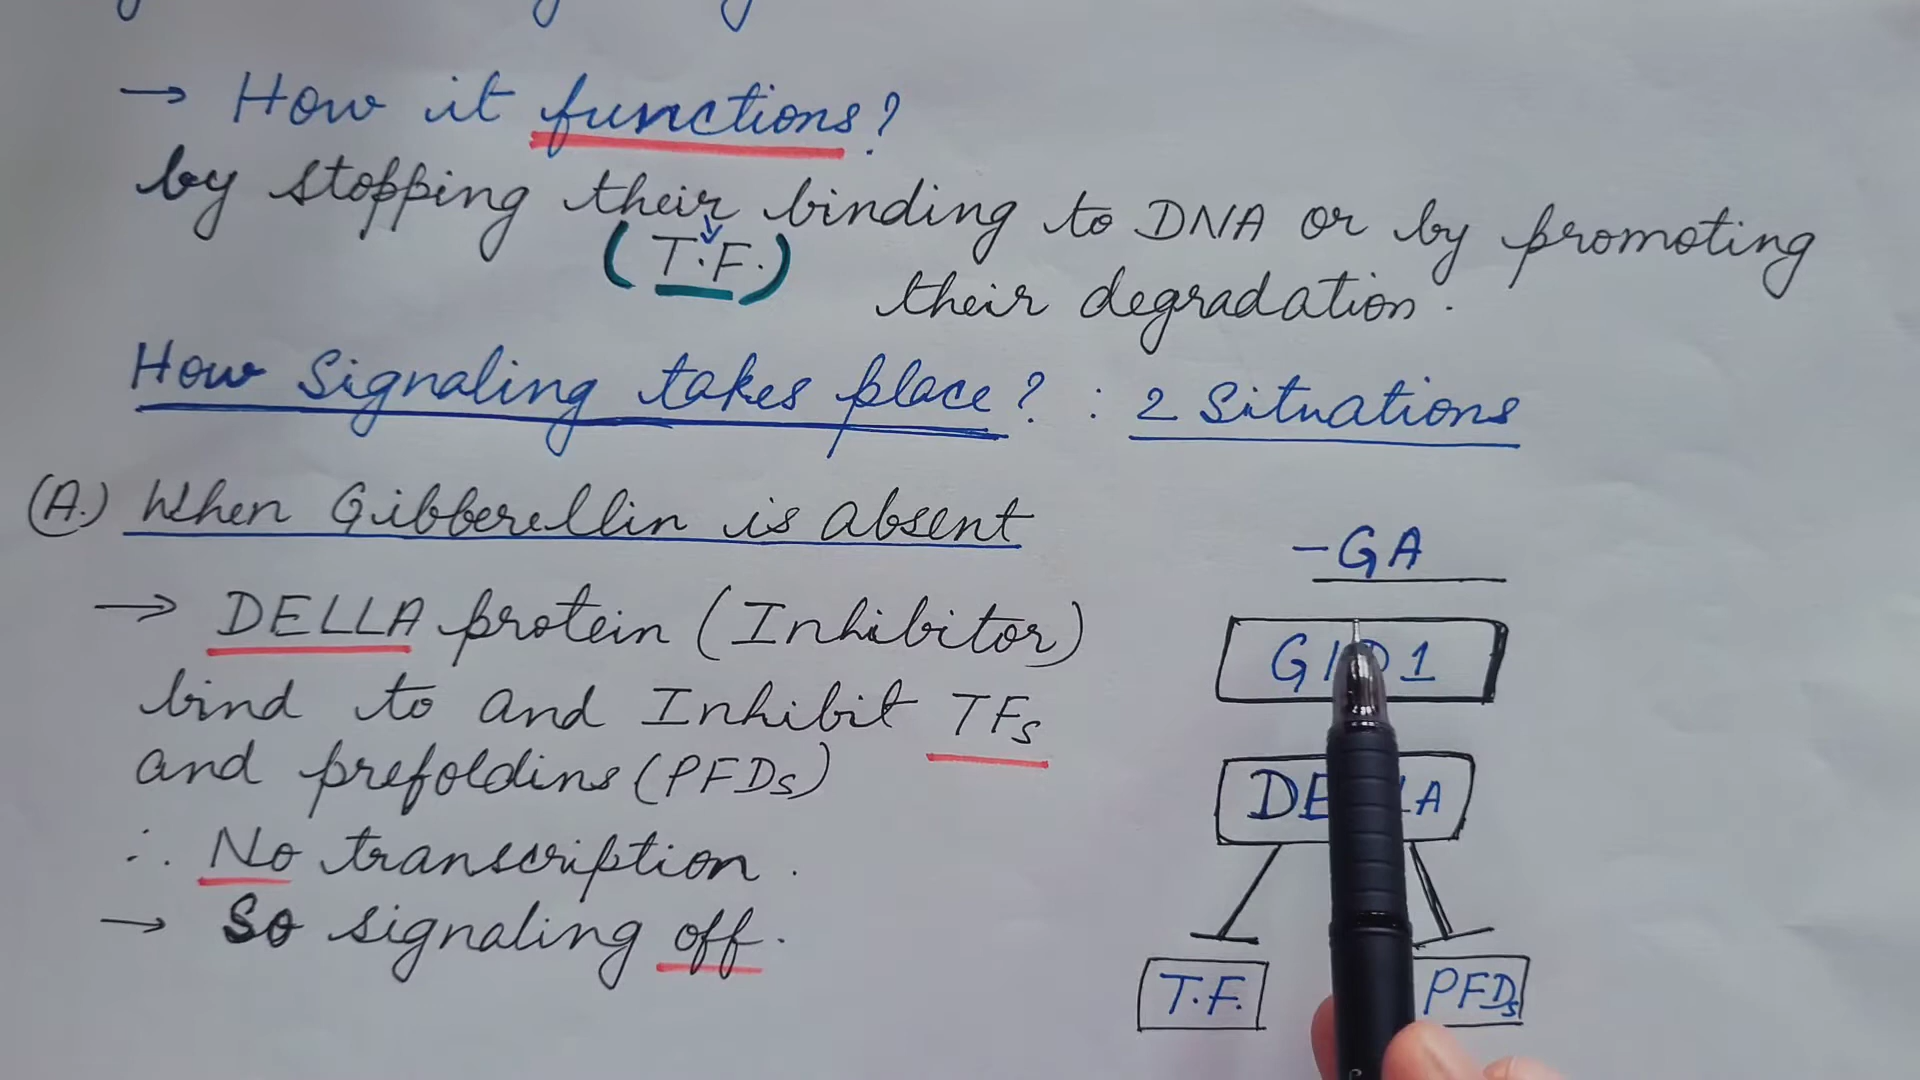 → How it functions?
by stopping their binding to DNA or by promoting
(T.F.)
their degradation.
How Signaling takes place? : 2 Situations
(A.) When Gibberellin is absent
→ DELLA protein (Inhibitor)
bind to and Inhibit TFs
and prefoldins (PFDs)
∴ No transcription.
→ So signaling off.
-GA
GID1
DELLA
T.F.
PFDs